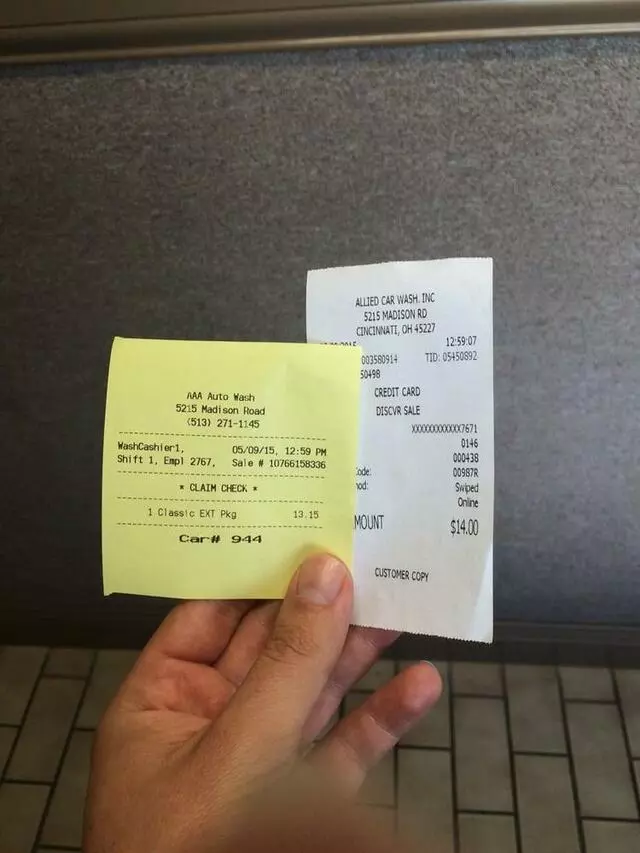 AAA Auto Wash
5215 Madison Road
(513) 271-1145
WashCashier1, 05/09/15, 12:59 PM
Shift 1, Empl 2767, Sale # 10766158336
* CLAIM CHECK *
1 Classic EXT Pkg 13.15
Car# 944
ALLIED CAR WASH. INC
5215 MADISON RD
CINCINNATI, OH 45227
12:59:07
003580914 TID: 05450892
50498
CREDIT CARD
DISCVR SALE
XXXXXXXXXXXX7671
0146
000438
ode: 00987R
od: Swiped
Online
MOUNT $14.00
CUSTOMER COPY